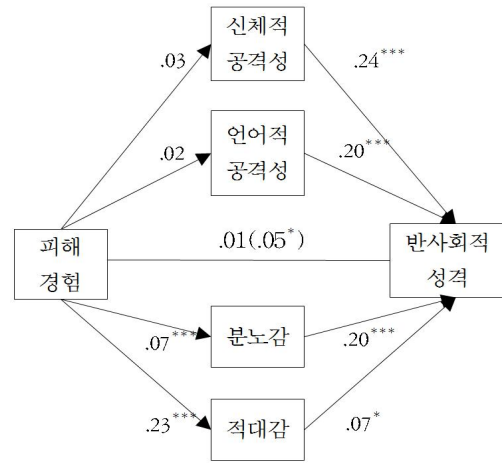 신체적
공격성
.03
.24***
언어적
공격성
.02
.20***
.01(.05*)
피해
경험
반사회적
성격
분노감
.07***
.20***
적대감
.23***
.07*